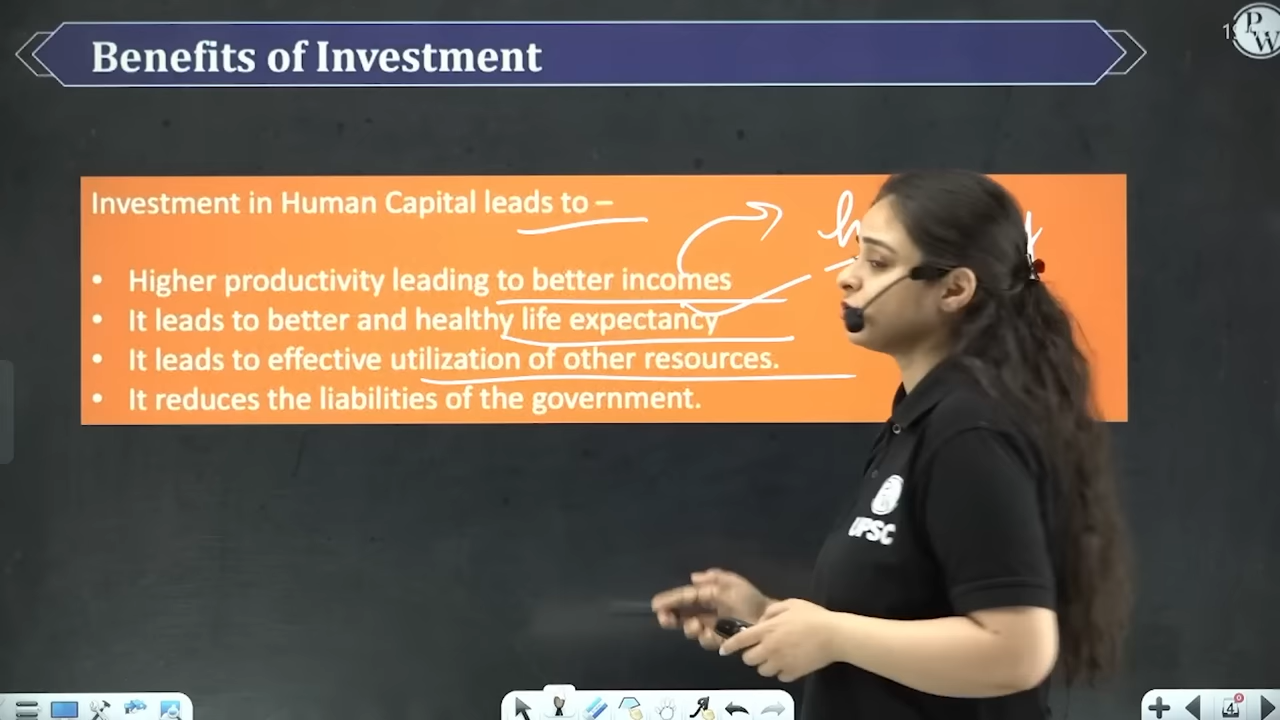 Benefits of Investment
PW
Investment in Human Capital leads to –
• Higher productivity leading to better incomes
• It leads to better and healthy life expectancy
• It leads to effective utilization of other resources.
• It reduces the liabilities of the government.
UPSC
4